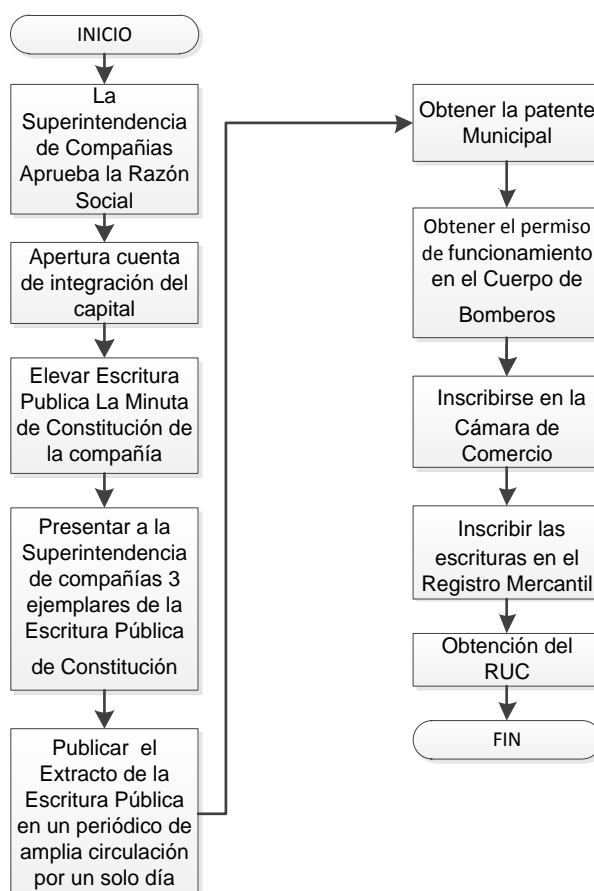 INICIO
La
Superintendencia
de Compañias
Aprueba la Razón
Social
Apertura cuenta
de integración del
capital
Elevar Escritura
Publica La Minuta
de Constitución de
la compañía
Presentar a la
Superintendencia
de compañías 3
ejemplares de la
Escritura Pública
de Constitución
Publicar el
Extracto de la
Escritura Pública
en un periódico de
amplia circulación
por un solo día
Obtener la patente
Municipal
Obtener el permiso
de funcionamiento
en el Cuerpo de
Bomberos
Inscribirse en la
Cámara de
Comercio
Inscribir las
escrituras en el
Registro Mercantil
Obtención del
RUC
FIN